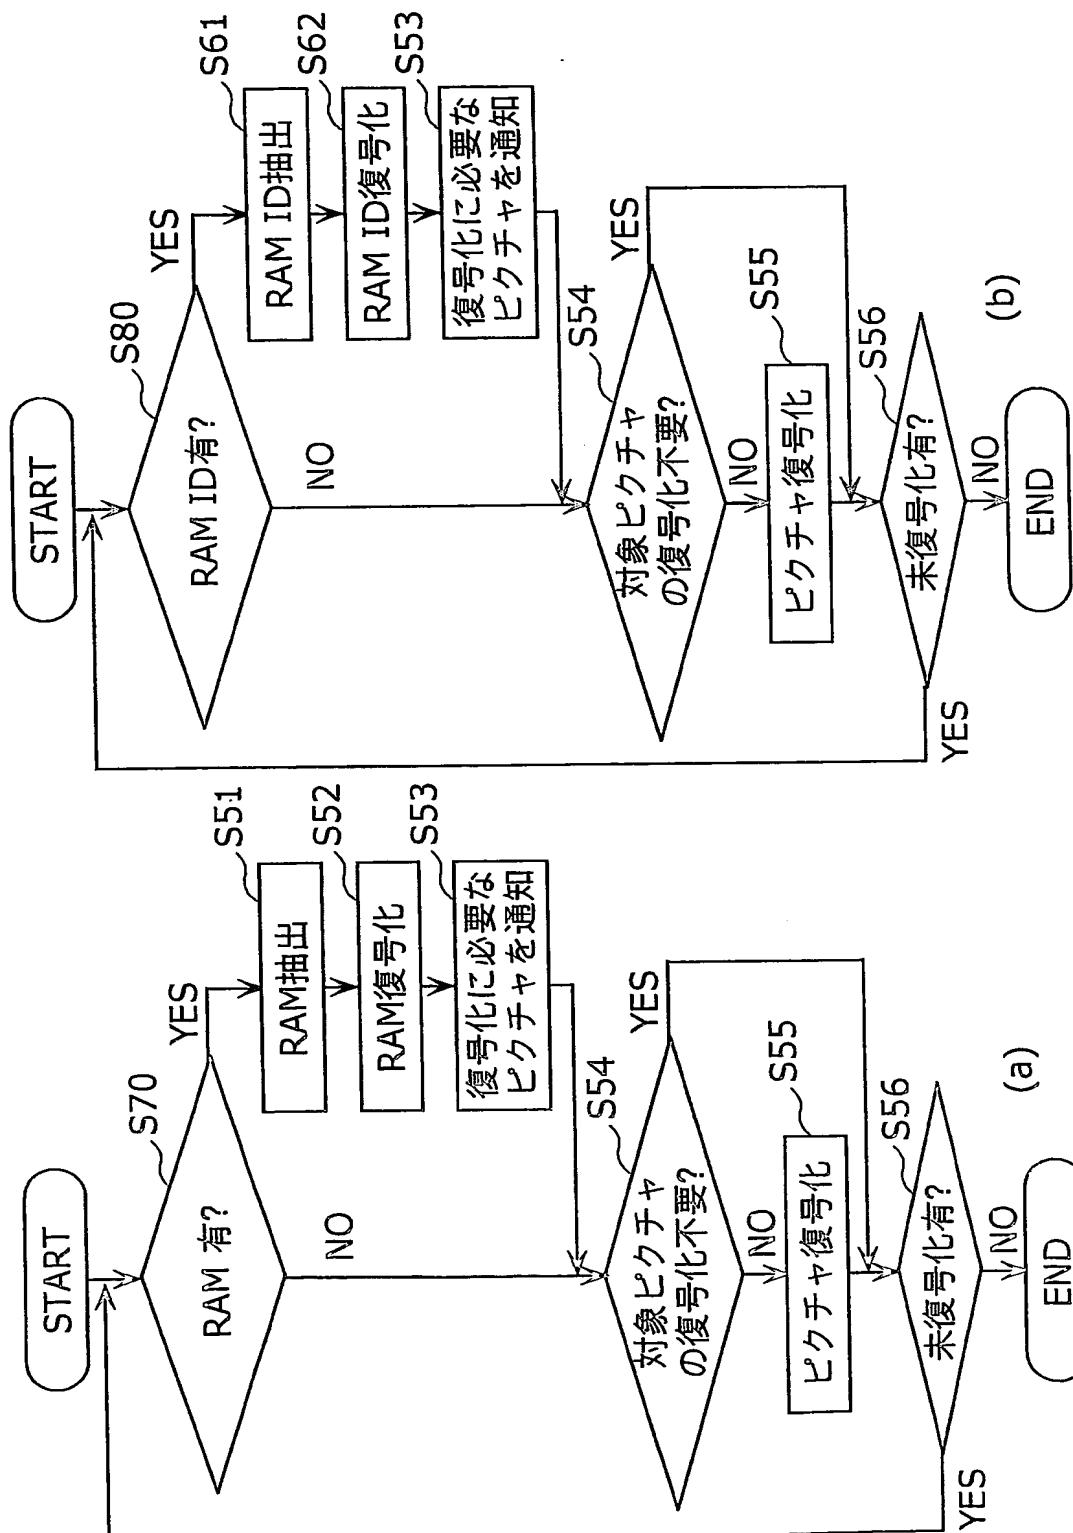 START
S70
RAM 有?
YES
NO
S51
RAM抽出
S52
RAM復号化
S53
復号化に必要な
ピクチャを通知
S54
対象ピクチャ
の復号化不要?
YES
NO
S55
ピクチャ復号化
S56
未復号化有?
YES
NO
END
(a)
START
S80
RAM ID有?
YES
NO
S61
RAM ID抽出
S62
RAM ID復号化
S53
復号化に必要な
ピクチャを通知
S54
対象ピクチャ
の復号化不要?
YES
NO
S55
ピクチャ復号化
S56
未復号化有?
YES
NO
END
(b)